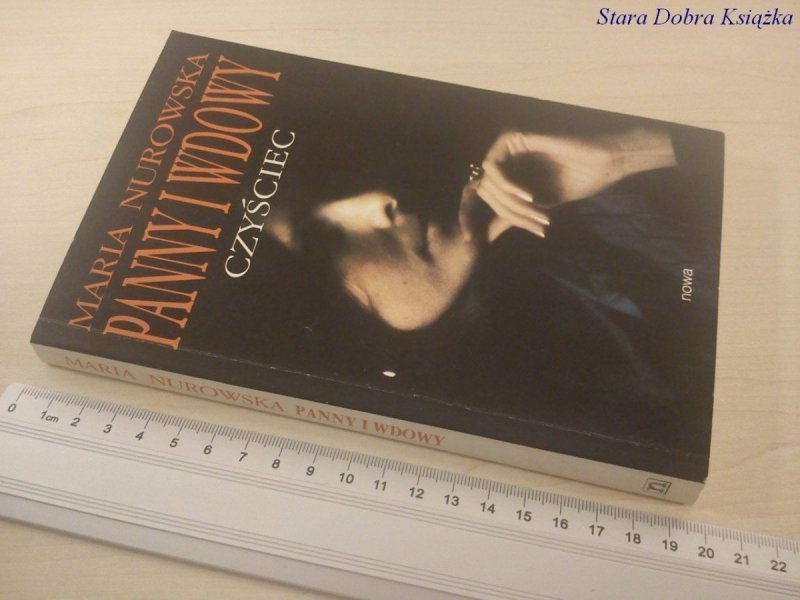 Stara Dobra Książka
MARIA NUROWSKA
PANNY I WDOWY
CZYŚCIEC
nowa
MARIA NUROWSKA PANNY I WDOWY
0 1cm 2 3 4 5 6 7 8 9 10 11 12 13 14 15 16 17 18 19 20 21 22